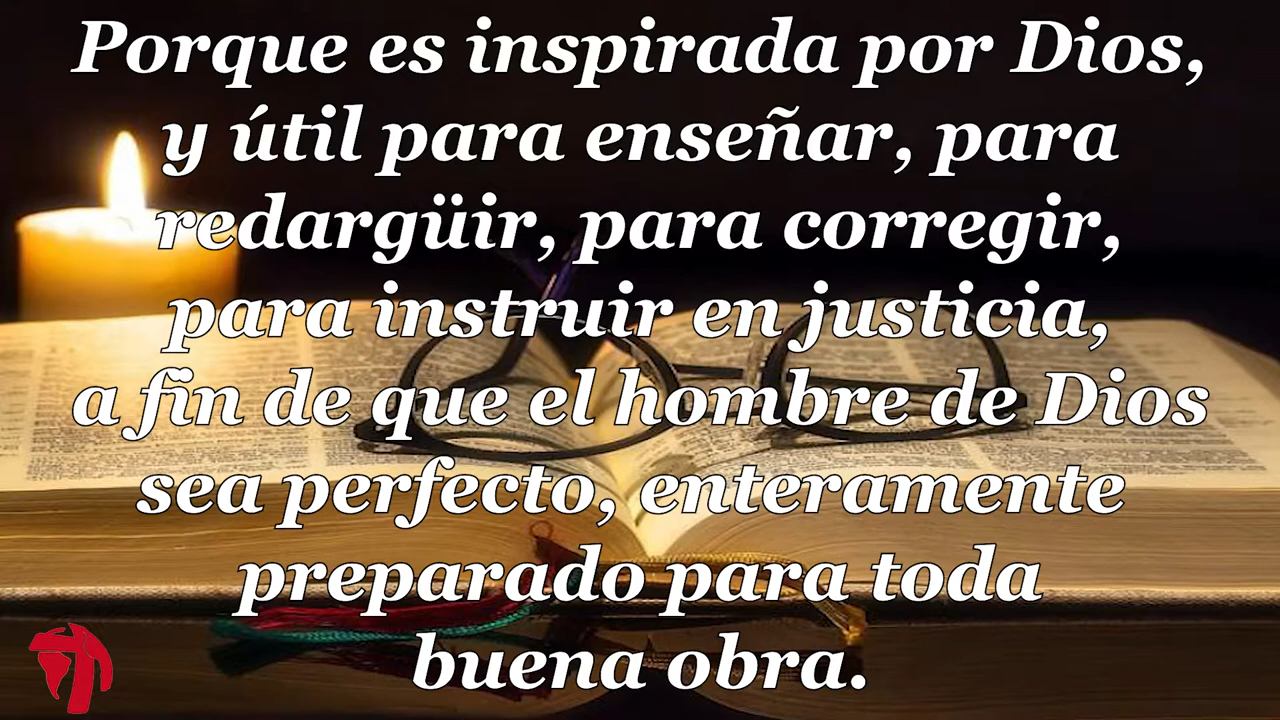 Porque es inspirada por Dios,
y útil para enseñar, para
redargüir, para corregir,
para instruir en justicia,
a fin de que el hombre de Dios
sea perfecto, enteramente
preparado para toda
buena obra.